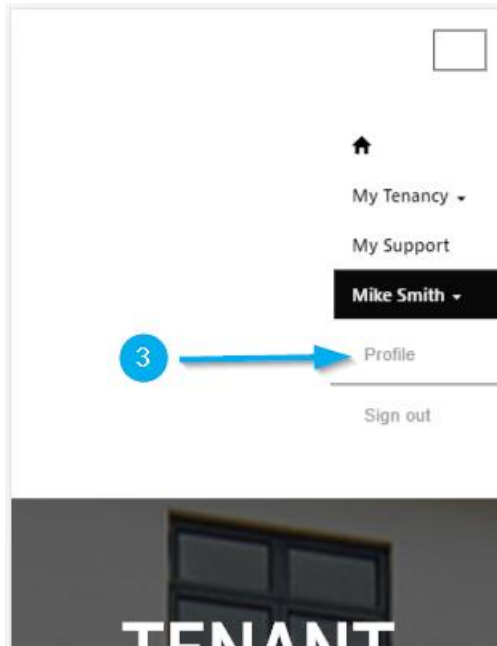 My Tenancy
My Support
Mike Smith
3
Profile
Sign out
TENANT